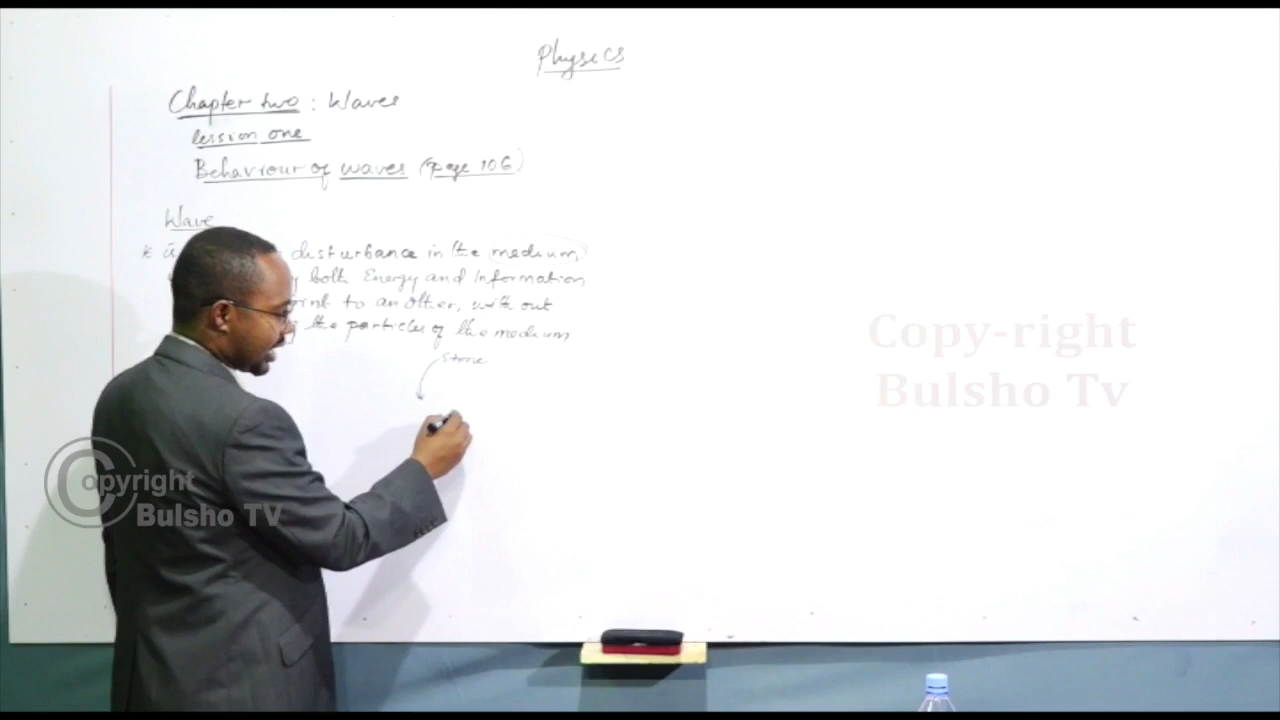 Physics
Chapter two : Waves
lession one
Behaviour of waves (page 106)
Wave
* disturbance in the medium,
both Energy and Information
point to another, with out
the particles of the medium
stone
Copy-right
Bulsho Tv
Copyright
Bulsho TV